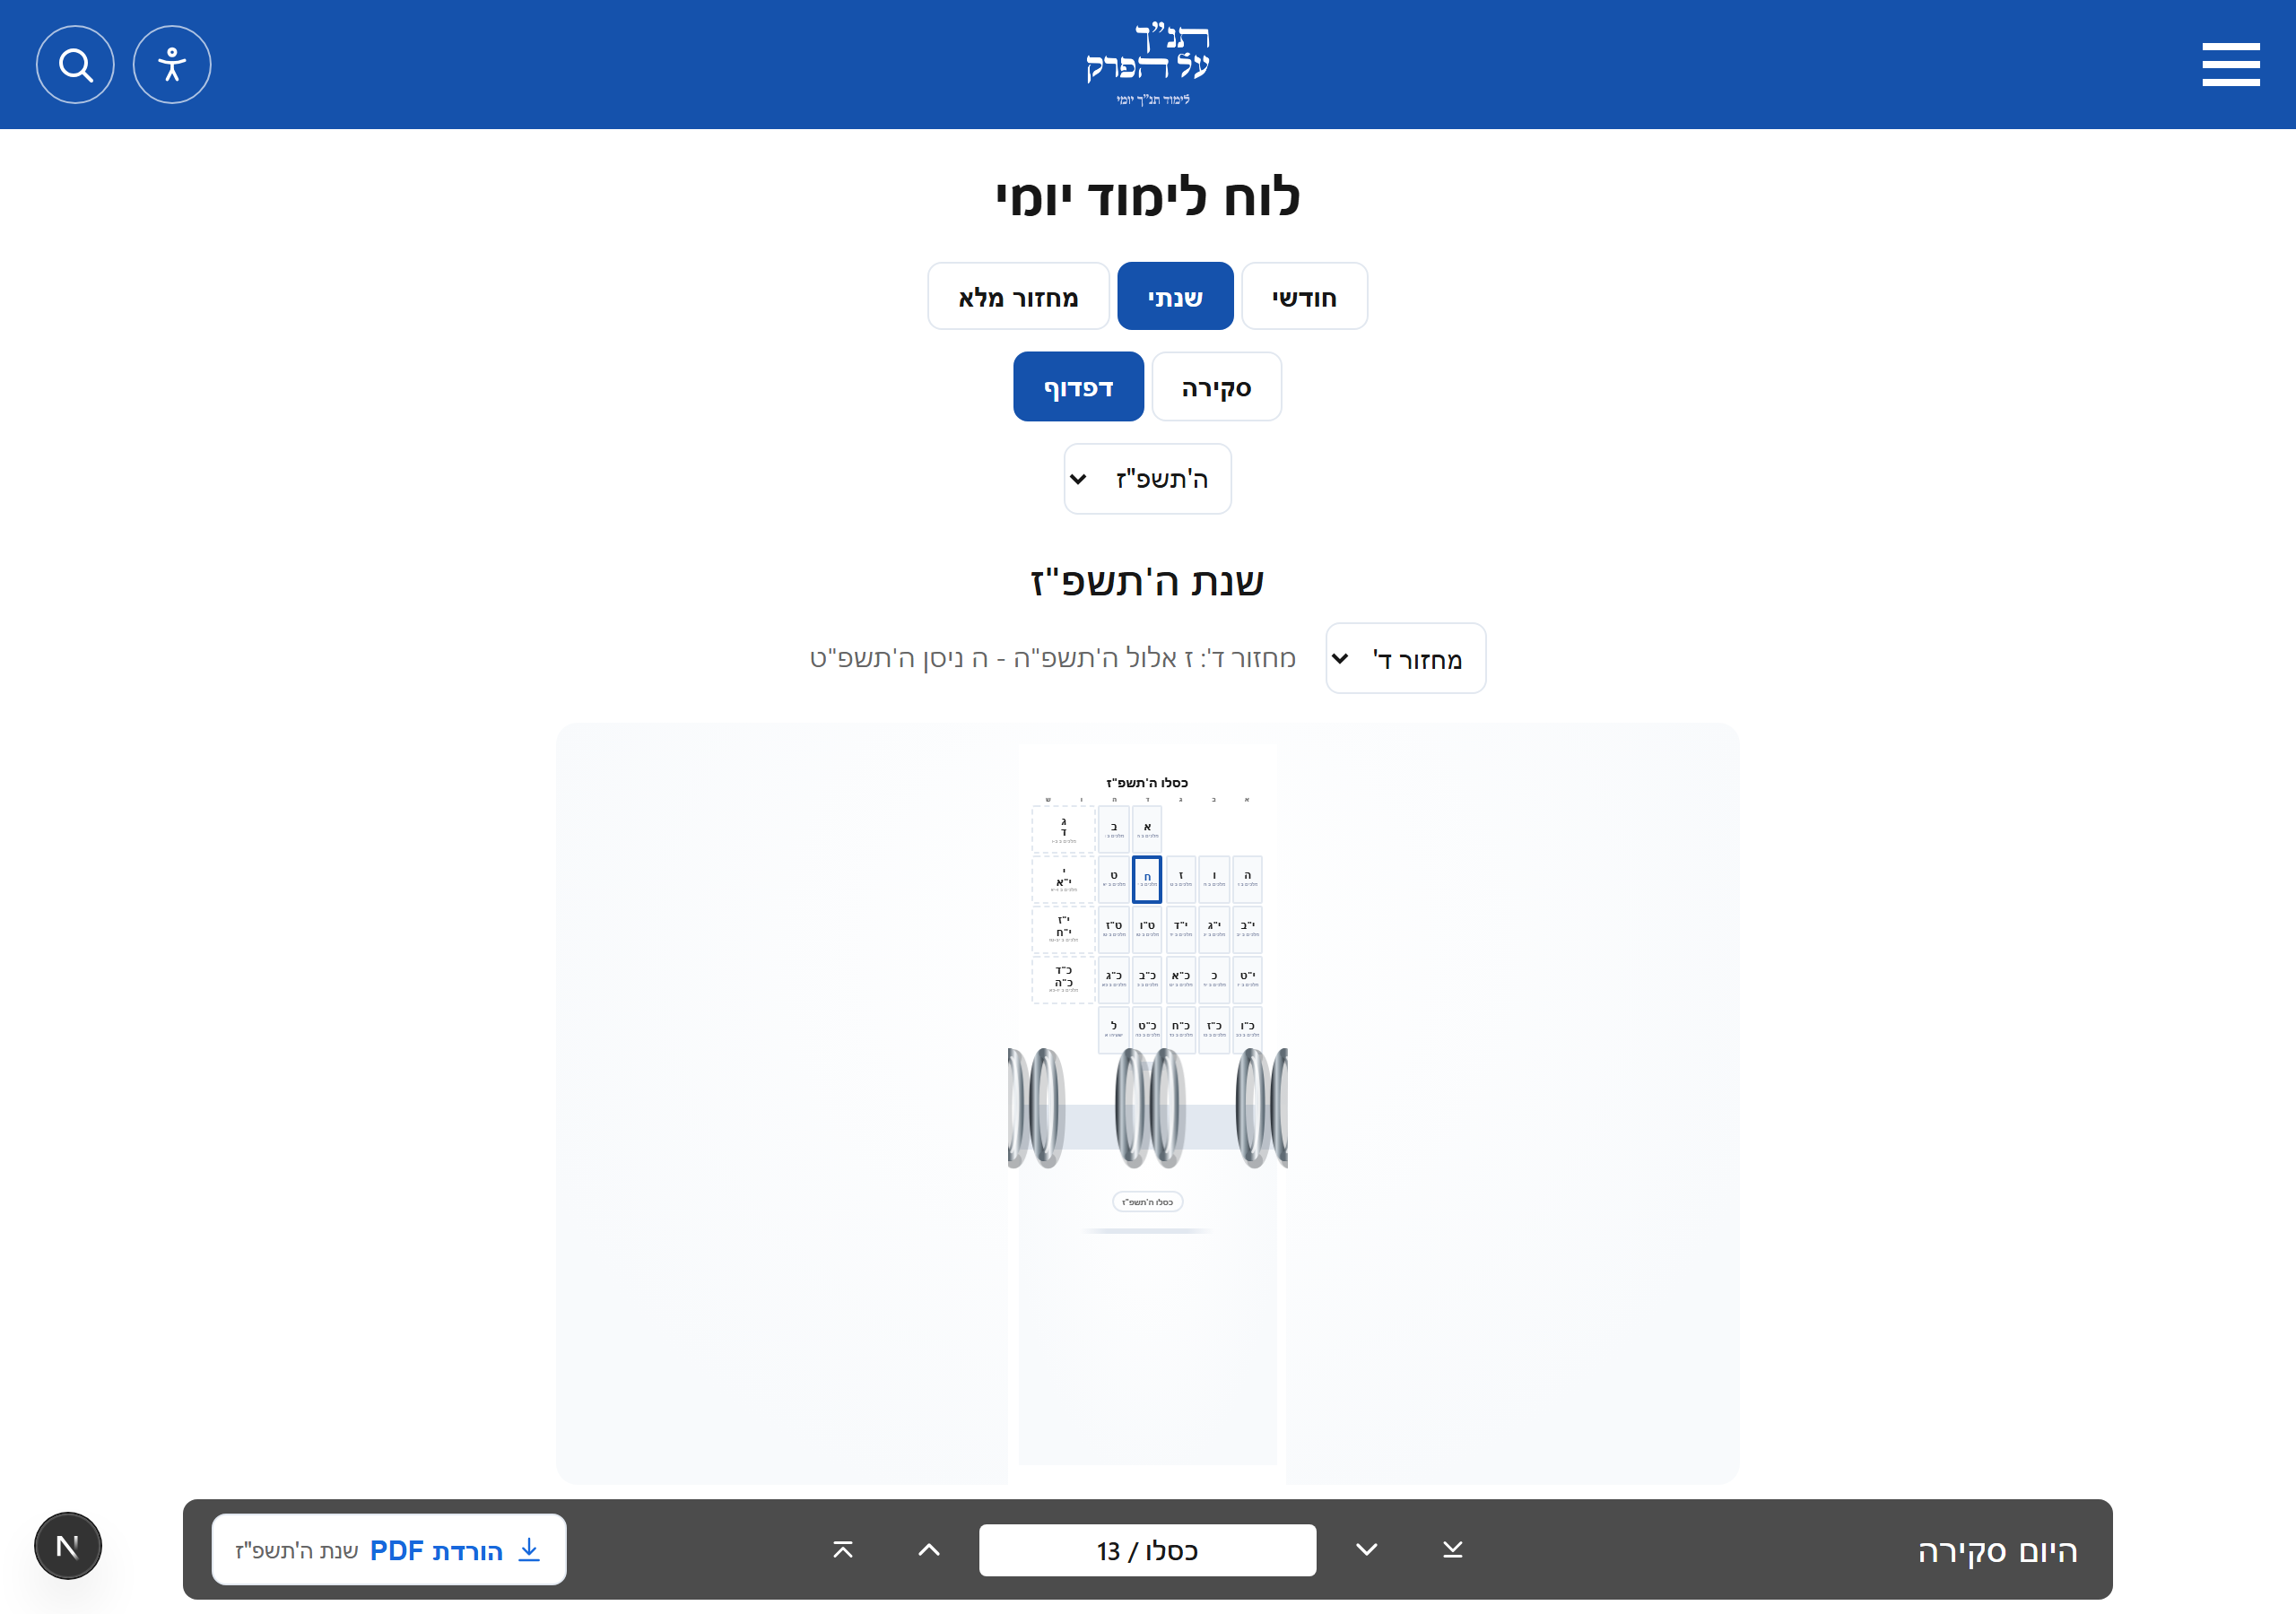 תנ"ך
על הפרק
לימוד תנ"ך יומי
לוח לימוד יומי
חודשי שנתי מחזור מלא
סקירה דפדוף
ה'תשפ"ז
שנת ה'תשפ"ז
מחזור ד' מחזור ד': ז אלול ה'תשפ"ה - ה ניסן ה'תשפ"ט
כסלו ה'תשפ"ז
א ב ג ד ה ו ש
א ב ג ד
ה ו ז ח ט י י"א
י"ב י"ג י"ד ט"ו ט"ז י"ז י"ח
י"ט כ כ"א כ"ב כ"ג כ"ד כ"ה
כ"ו כ"ז כ"ח כ"ט ל
כסלו ה'תשפ"ז
היום סקירה כסלו / 13 הורדת PDF שנת ה'תשפ"ז
N